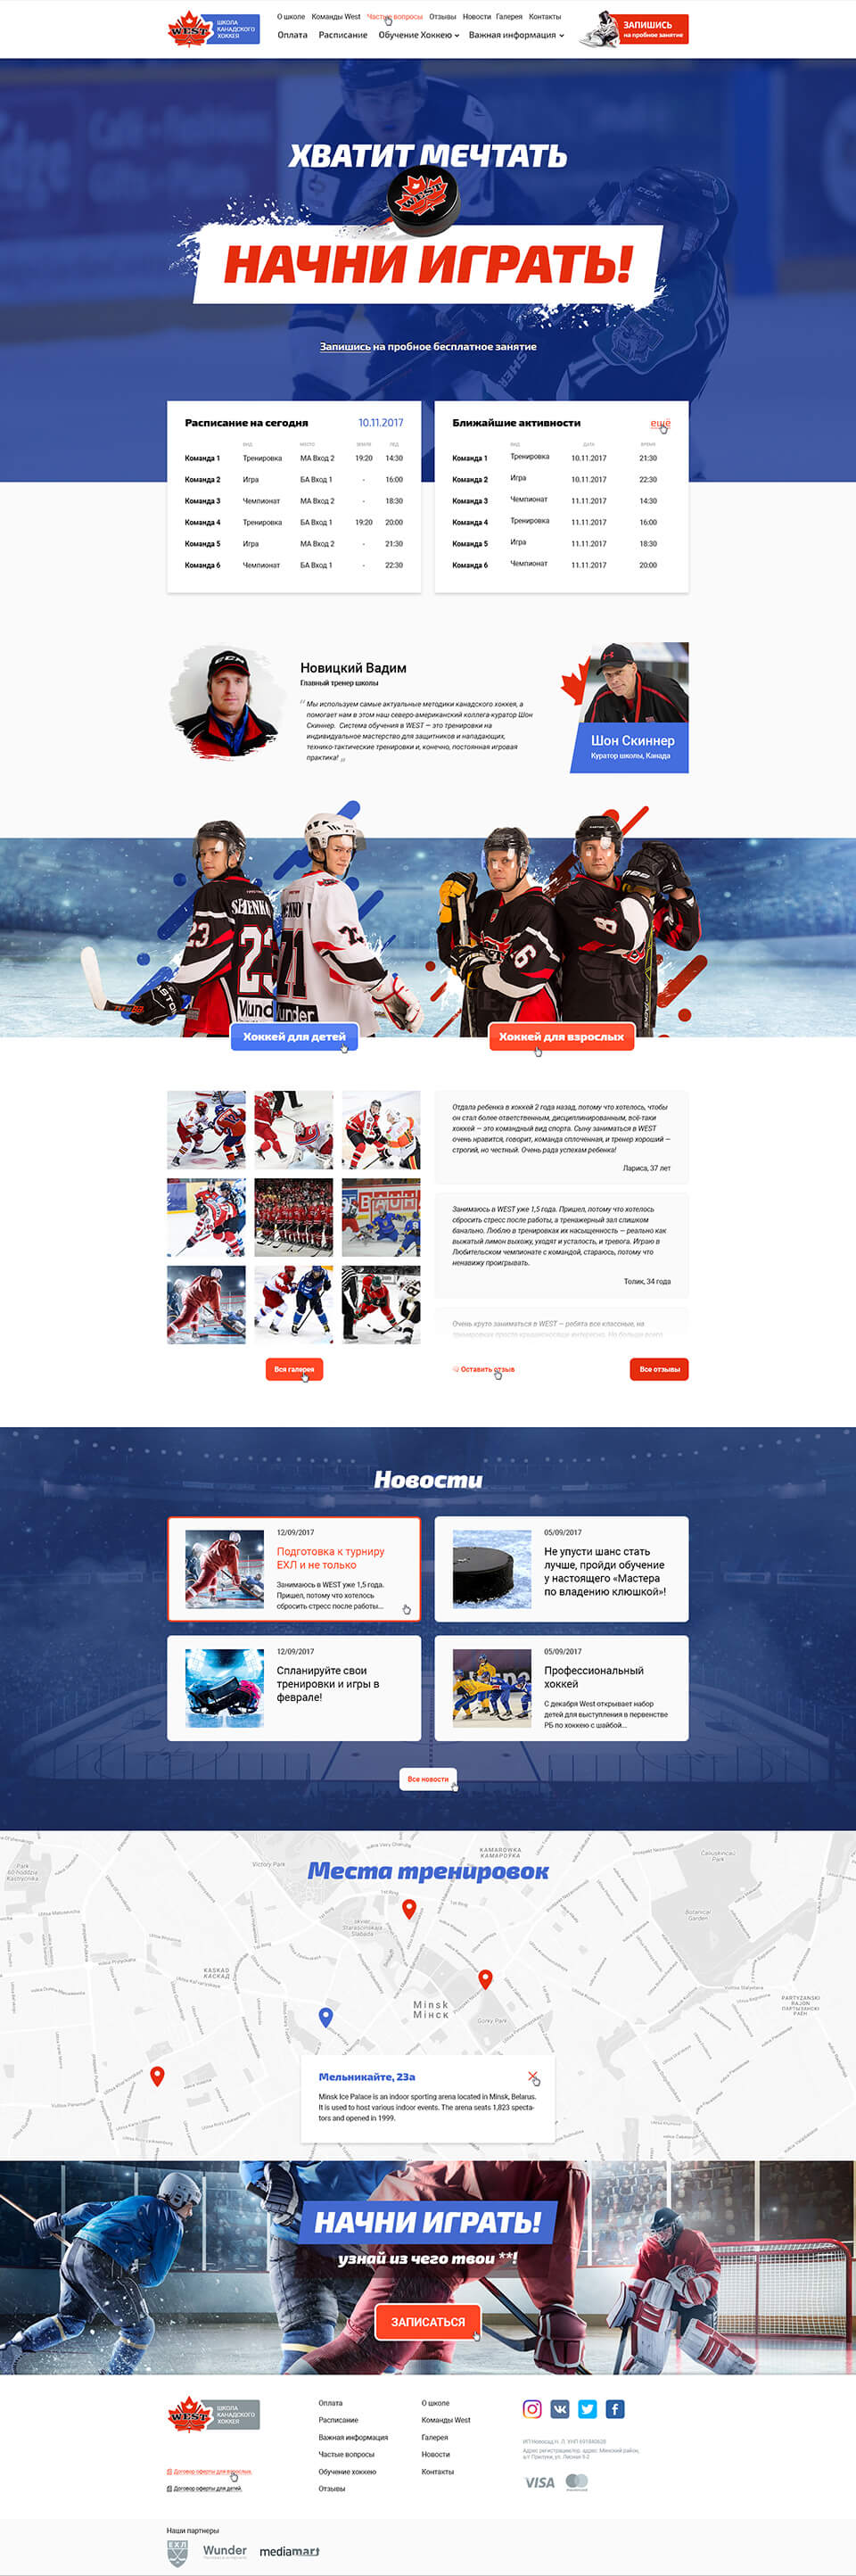 WEST
ШКОЛА
КАНАДСКОГО
ХОККЕЯ
О школе Команды West Частые вопросы Отзывы Новости Галерея Контакты
Оплата Расписание Обучение Хоккею Важная информация
ЗАПИШИСЬ
на пробное занятие
ХВАТИТ МЕЧТАТЬ
WEST
НАЧНИ ИГРАТЬ!
Запишись на пробное бесплатное занятие
Расписание на сегодня 10.11.2017
ВИД МЕСТО ЗЕМЛЯ ЛЕД
Команда 1 Тренировка МА Вход 2 19:20 14:30
Команда 2 Игра БА Вход 1 - 16:00
Команда 3 Чемпионат МА Вход 2 - 18:30
Команда 4 Тренировка БА Вход 1 19:20 20:00
Команда 5 Игра МА Вход 2 - 21:30
Команда 6 Чемпионат БА Вход 1 - 22:30
Ближайшие активности ещё
ВИД ДАТА ВРЕМЯ
Команда 1 Тренировка 10.11.2017 21:30
Команда 2 Игра 10.11.2017 22:30
Команда 3 Чемпионат 11.11.2017 14:30
Команда 4 Тренировка 11.11.2017 16:00
Команда 5 Игра 11.11.2017 18:30
Команда 6 Чемпионат 11.11.2017 20:00
Новицкий Вадим
Главный тренер школы
" Мы используем самые актуальные методики канадского хоккея, а
помогает нам в этом наш северо-американский коллега-куратор Шон
Скиннер. Система обучения в WEST — это тренировки на
индивидуальное мастерство для защитников и нападающих,
технико-тактические тренировки и, конечно, постоянная игровая
практика! „
Шон Скиннер
Куратор школы, Канада
23
71
6
8
Хоккей для детей
Хоккей для взрослых
Отдала ребенка в хоккей 2 года назад, потому что хотелось, чтобы
он стал более ответственным, дисциплинированным, всё-таки
хоккей — это командный вид спорта. Сыну заниматься в WEST
очень нравится, говорит, команда сплоченная, и тренер хороший —
строгий, но честный. Очень рада успехам ребенка!
Лариса, 37 лет
Занимаюсь в WEST уже 1,5 года. Пришел, потому что хотелось
сбросить стресс после работы, а тренажерный зал слишком
банально. Люблю в тренировках их насыщенность — реально как
выжатый лимон выхожу, уходят и усталость, и тревога. Играю в
Любительском чемпионате с командой, стараюсь, потому что
ненавижу проигрывать.
Толик, 34 года
Очень круто заниматься в WEST — ребята все классные, на
Вся галерея
Оставить отзыв
Все отзывы
Новости
12/09/2017
Подготовка к турниру
ЕХЛ и не только
Занимаюсь в WEST уже 1,5 года.
Пришел, потому что хотелось
сбросить стресс после работы...
05/09/2017
Не упусти шанс стать
лучше, пройди обучение
у настоящего «Мастера
по владению клюшкой»!
12/09/2017
Спланируйте свои
тренировки и игры в
феврале!
05/09/2017
Профессиональный
хоккей
С декабря West открывает набор
детей для выступления в первенстве
РБ по хоккею с шайбой...
Все новости
Места тренировок
Victory Park
KAMAROWKA
КАМАРОЎКА
Botanical
Garden
KASKAD
КАСКАД
Minsk
Мінск
Gorky Park
PARTYZANSKI
RAJON
Мельникайте, 23а
Minsk Ice Palace is an indoor sporting arena located in Minsk, Belarus.
It is used to host various indoor events. The arena seats 1,823 specta-
tors and opened in 1999.
НАЧНИ ИГРАТЬ!
узнай из чего твои **!
ЗАПИСАТЬСЯ
WEST
ШКОЛА
КАНАДСКОГО
ХОККЕЯ
Договор оферты для взрослых
Договор оферты для детей
Оплата
Расписание
Важная информация
Частые вопросы
Обучение хоккею
Отзывы
О школе
Команды West
Галерея
Новости
Контакты
VISA
Наши партнеры
ЕХЛ
Wunder
mediamart